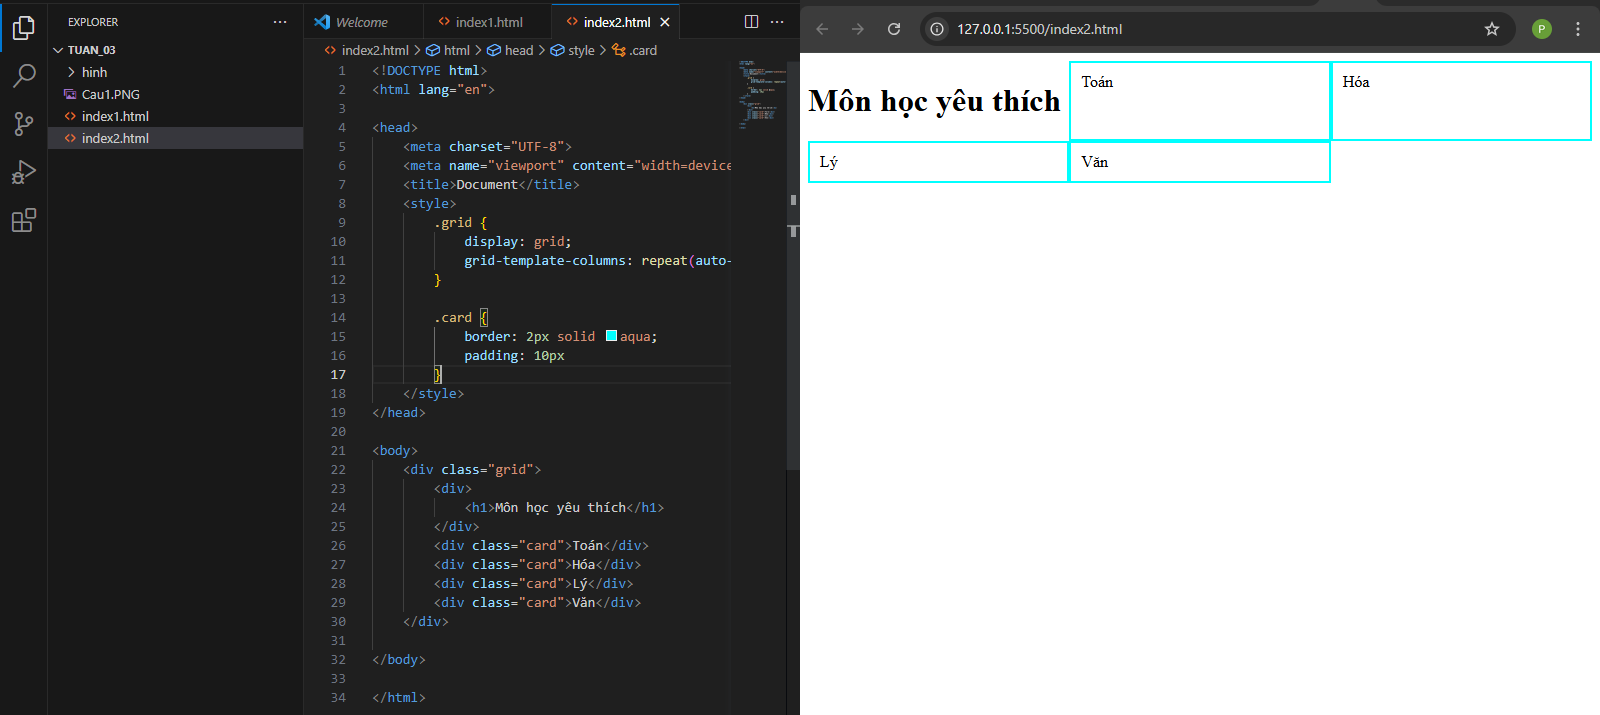 EXPLORER
TUAN_03
hinh
Cau1.PNG
index1.html
index2.html
Welcome
index1.html
index2.html
index2.html > html > head > style > .card
1 <!DOCTYPE html>
2 <html lang="en">
3
4 <head>
5 <meta charset="UTF-8">
6 <meta name="viewport" content="width=device
7 <title>Document</title>
8 <style>
9 .grid {
10 display: grid;
11 grid-template-columns: repeat(auto-
12 }
13
14 .card {
15 border: 2px solid aqua;
16 padding: 10px
17 }
18 </style>
19 </head>
20
21 <body>
22 <div class="grid">
23 <div>
24 <h1>Môn học yêu thích</h1>
25 </div>
26 <div class="card">Toán</div>
27 <div class="card">Hóa</div>
28 <div class="card">Lý</div>
29 <div class="card">Văn</div>
30 </div>
31
32 </body>
33
34 </html>
127.0.0.1:5500/index2.html
P
Môn học yêu thích
Toán
Hóa
Lý
Văn